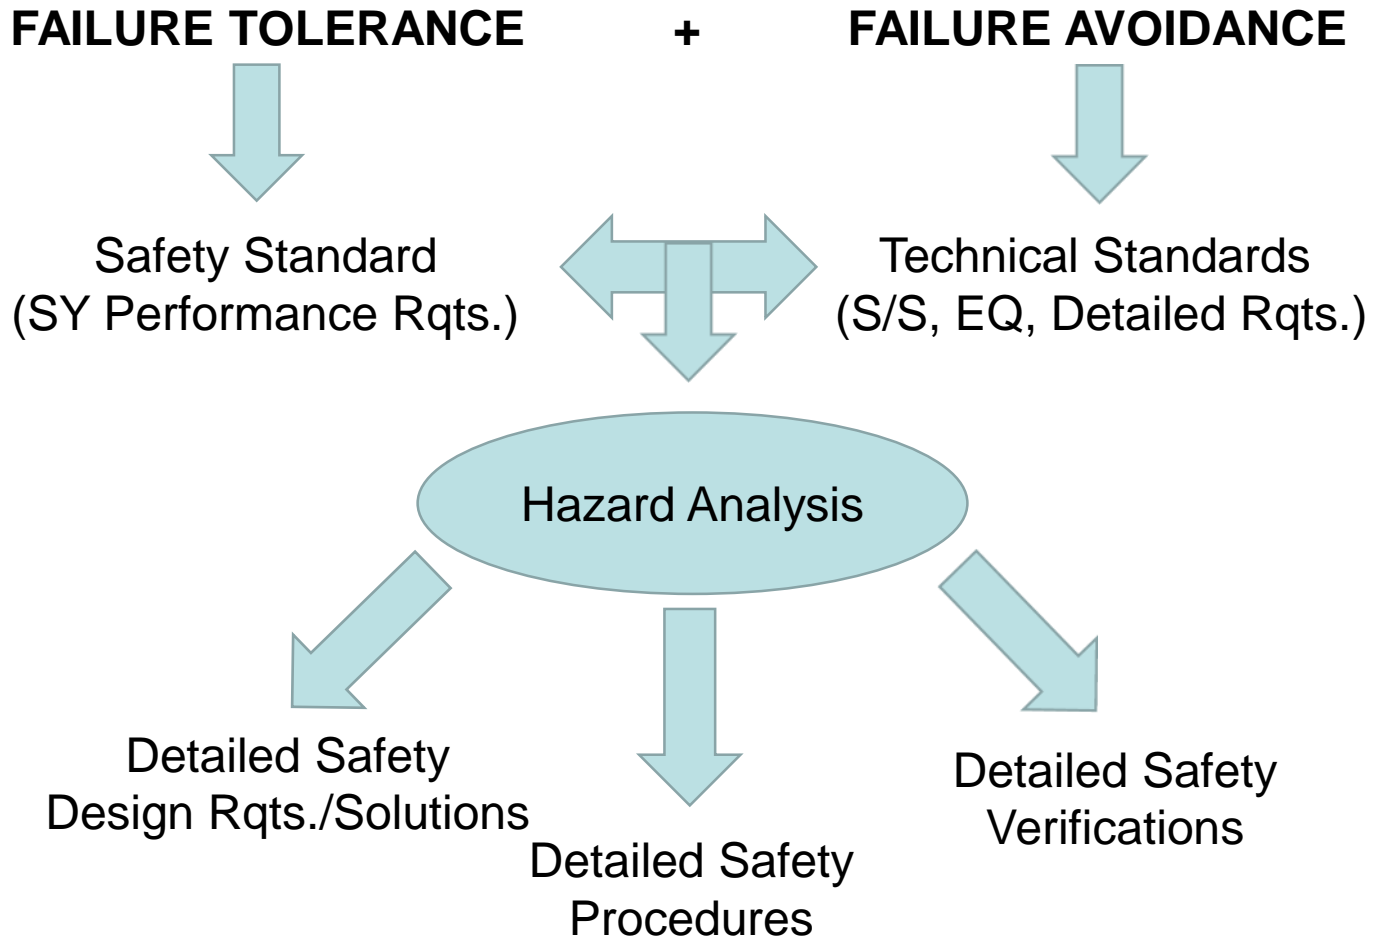 FAILURE TOLERANCE + FAILURE AVOIDANCE
Safety Standard
(SY Performance Rqts.)
Technical Standards
(S/S, EQ, Detailed Rqts.)
Hazard Analysis
Detailed Safety
Design Rqts./Solutions
Detailed Safety
Procedures
Detailed Safety
Verifications